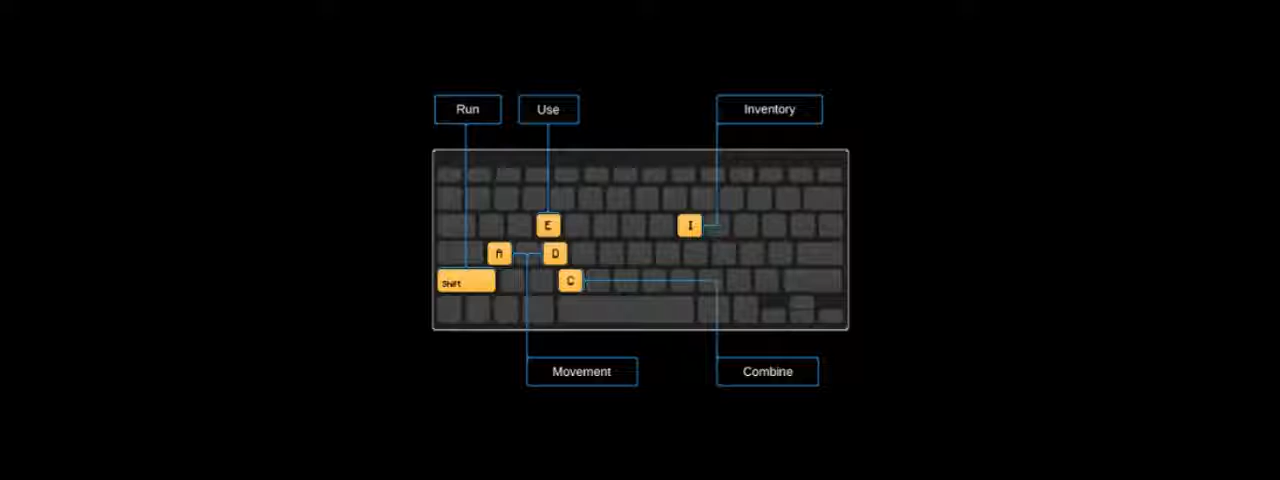 Run
Use
Inventory
E
I
A
D
Shift
C
Movement
Combine